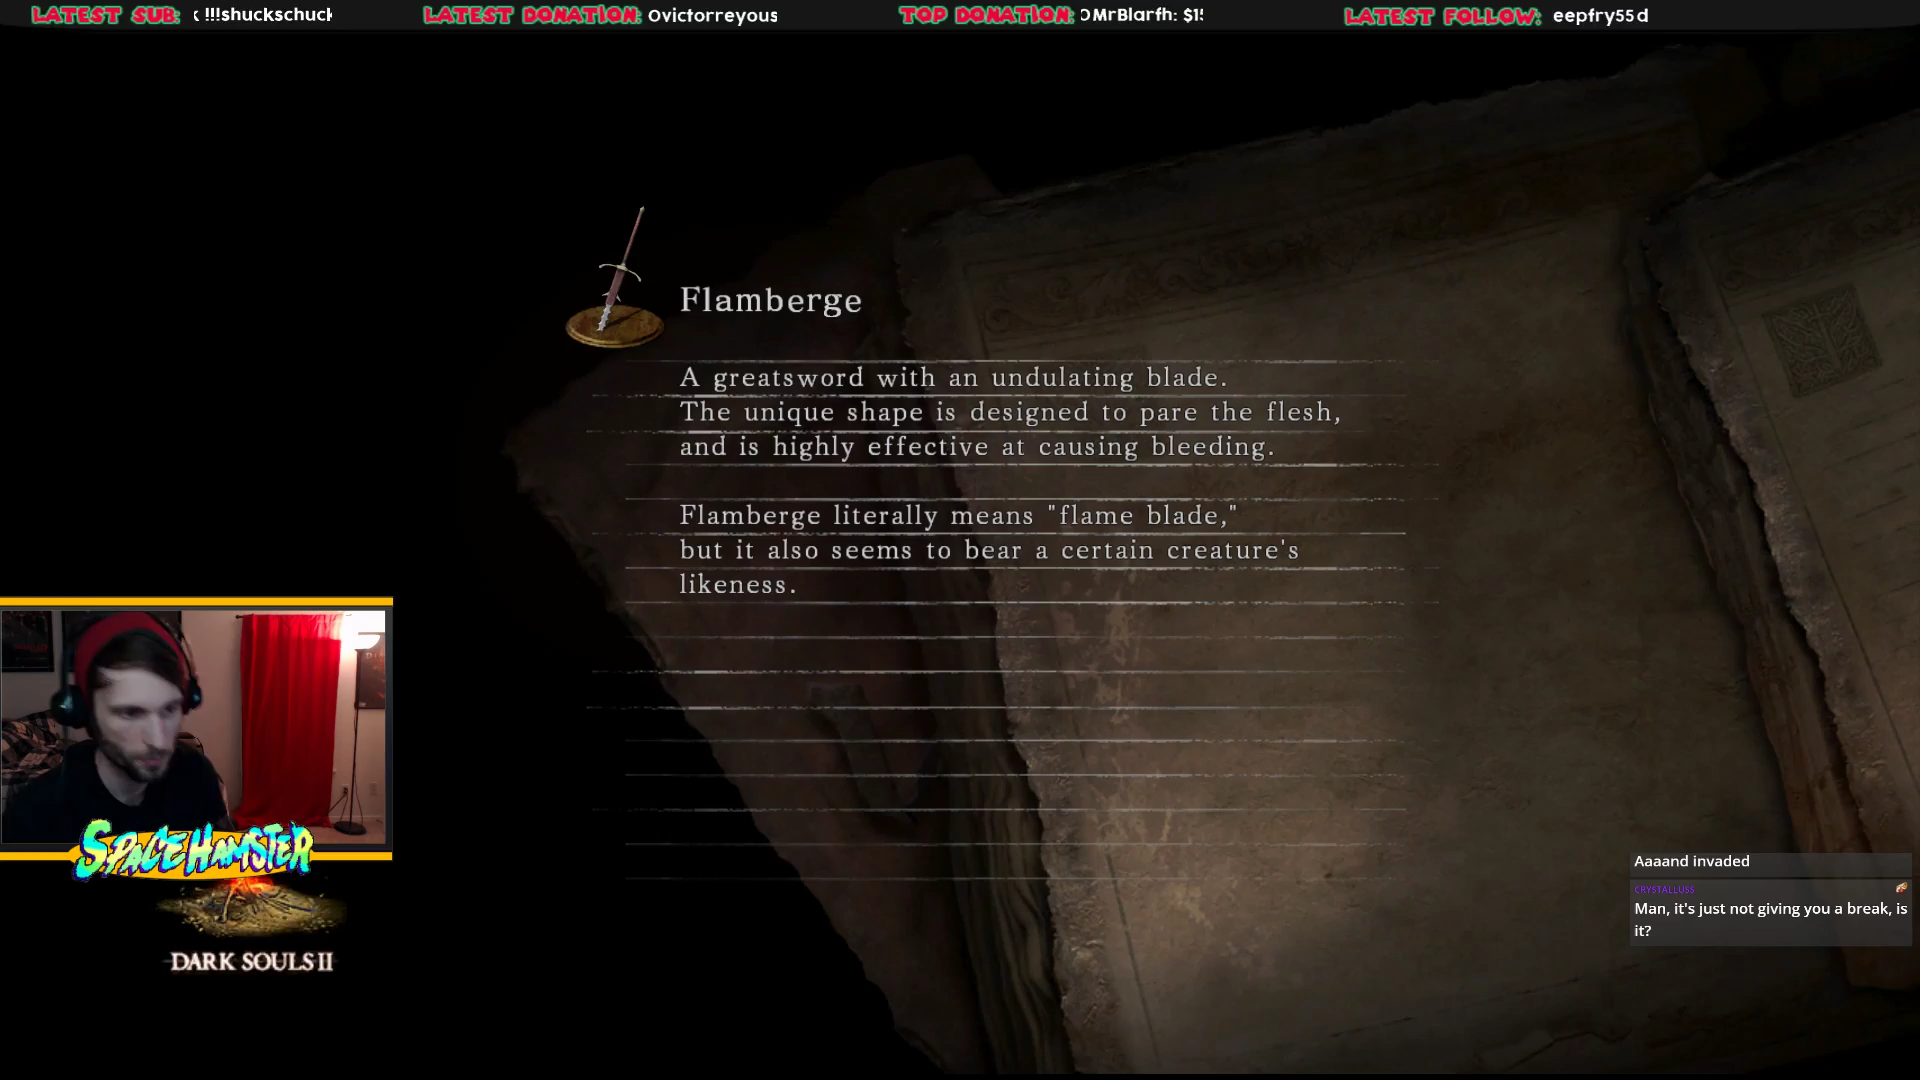 LATEST SUB: !!!shuckschuck
LATEST DONATION: Ovictorreyous
TOP DONATION: OMrBlarfh: $1
LATEST FOLLOW: eepfry55d
Flamberge
A greatsword with an undulating blade.
The unique shape is designed to pare the flesh,
and is highly effective at causing bleeding.
Flamberge literally means "flame blade,"
but it also seems to bear a certain creature's
likeness.
SPACEHAMSTER
DARK SOULS II
Aaaand invaded
CRYSTALLUSS
Man, it's just not giving you a break, is
it?